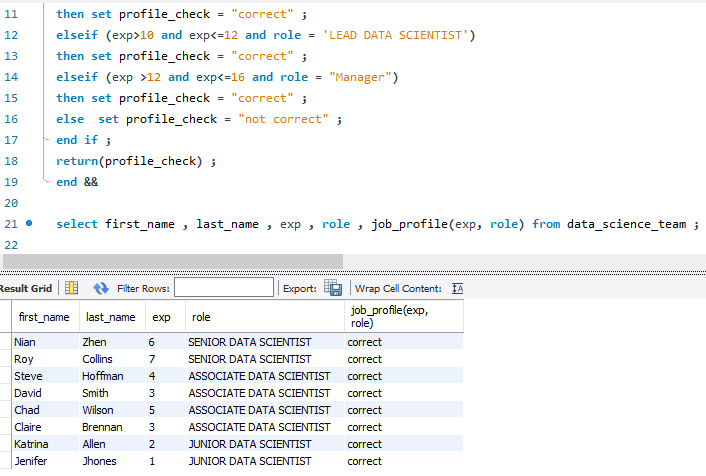 11 then set profile_check = "correct" ;
12 elseif (exp>10 and exp<=12 and role = 'LEAD DATA SCIENTIST')
13 then set profile_check = "correct" ;
14 elseif (exp >12 and exp<=16 and role = "Manager")
15 then set profile_check = "correct" ;
16 else  set profile_check = "not correct" ;
17 end if ;
18 return(profile_check) ;
19 end &&
20
21 select first_name , last_name , exp , role , job_profile(exp, role) from data_science_team ;
22
Result Grid Filter Rows: Export: Wrap Cell Content: IA
first_name last_name exp role job_profile(exp,
role)
Nian Zhen 6 SENIOR DATA SCIENTIST correct
Roy Collins 7 SENIOR DATA SCIENTIST correct
Steve Hoffman 4 ASSOCIATE DATA SCIENTIST correct
David Smith 3 ASSOCIATE DATA SCIENTIST correct
Chad Wilson 5 ASSOCIATE DATA SCIENTIST correct
Claire Brennan 3 ASSOCIATE DATA SCIENTIST correct
Katrina Allen 2 JUNIOR DATA SCIENTIST correct
Jenifer Jhones 1 JUNIOR DATA SCIENTIST correct